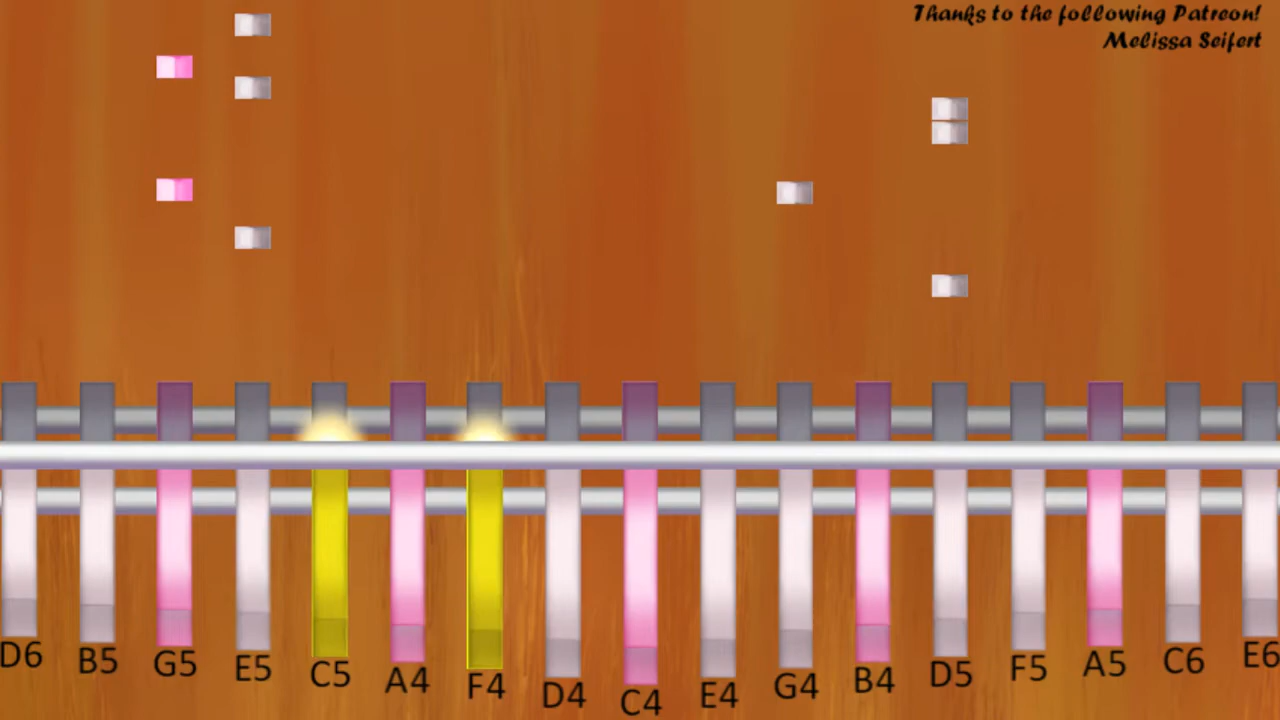 Thanks to the following Patreon!
Melissa Seifert
D6 B5 G5 E5 C5 A4 F4 D4 C4 E4 G4 B4 D5 F5 A5 C6 E6